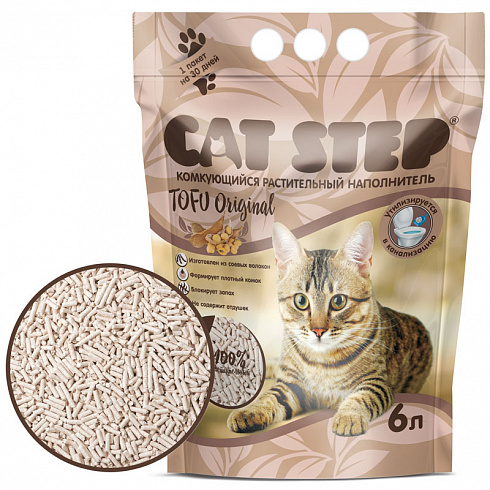 1 пакет
на 30 дней
CAT STEP®
КОМКУЮЩИЙСЯ РАСТИТЕЛЬНЫЙ НАПОЛНИТЕЛЬ
TOFU Original
Утилизируется
в канализацию
Изготовлен из соевых волокон
Формирует плотный комок
Блокирует запах
Не содержит отдушек
100%
6л